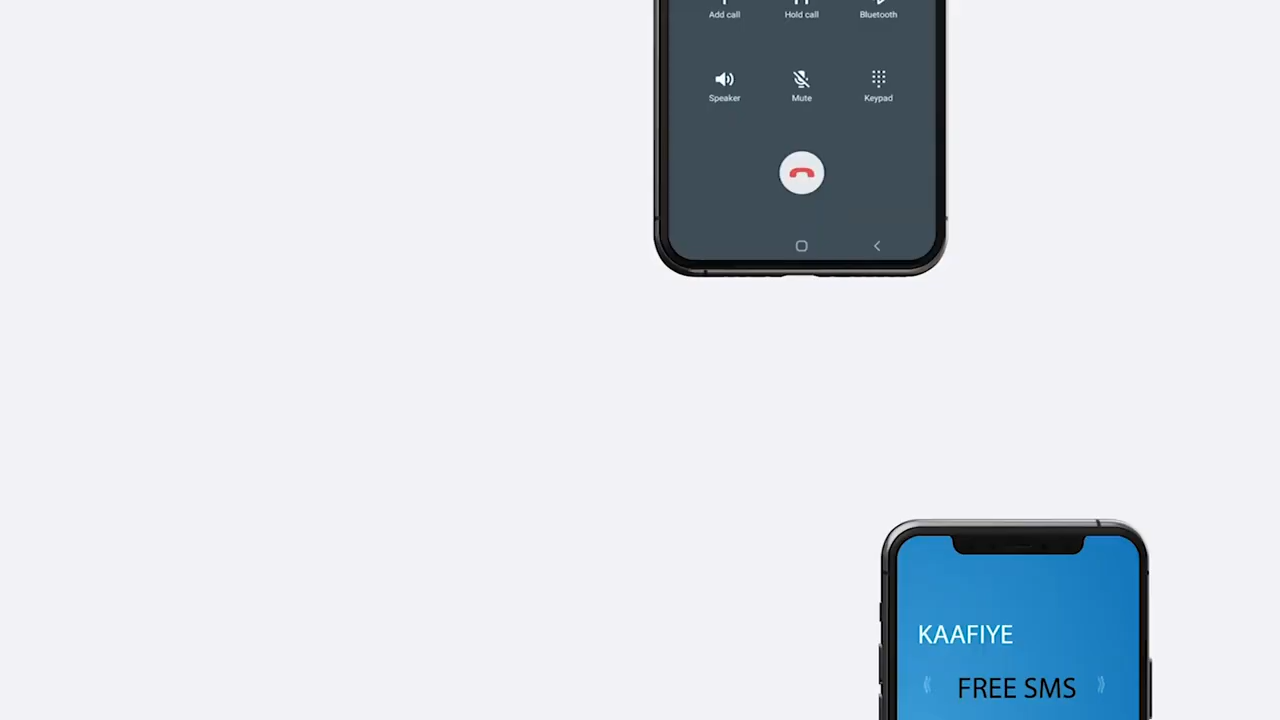 Add call Hold call Bluetooth
Speaker Mute Keypad
KAAFIYE
FREE SMS